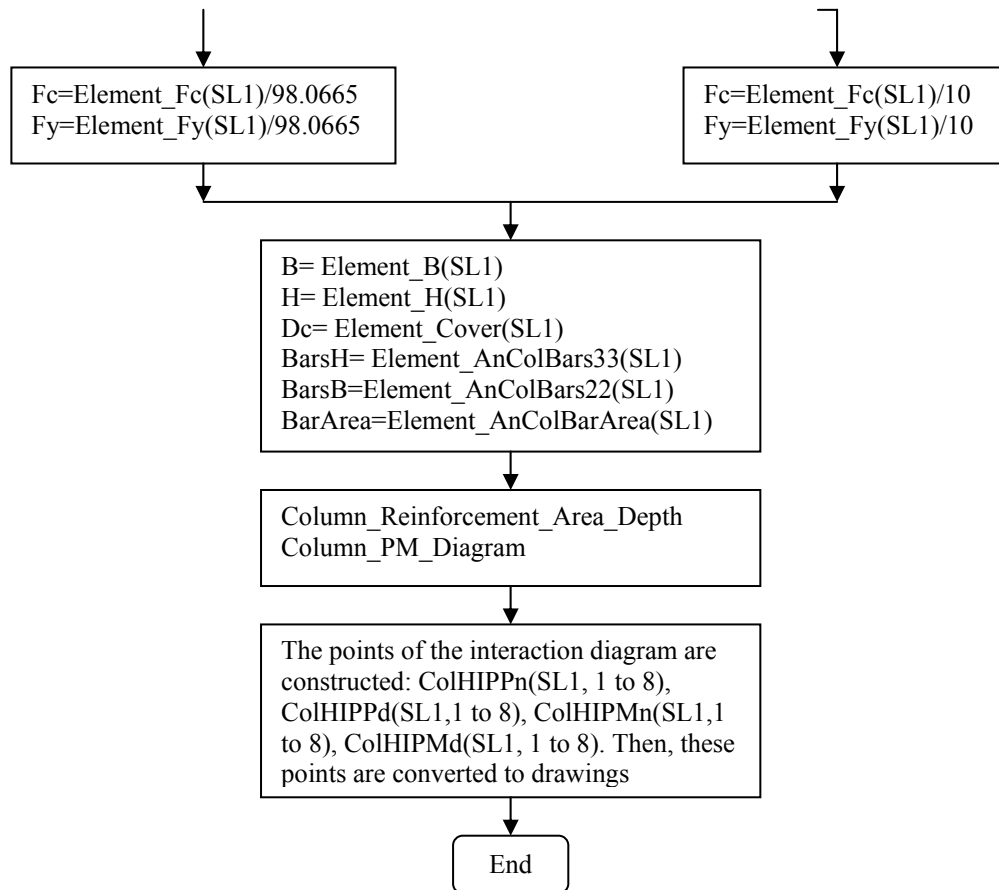 Fc=Element_Fc(SL1)/98.0665
Fy=Element_Fy(SL1)/98.0665
Fc=Element_Fc(SL1)/10
Fy=Element_Fy(SL1)/10
B= Element_B(SL1)
H= Element_H(SL1)
Dc= Element_Cover(SL1)
BarsH= Element_AnColBars33(SL1)
BarsB=Element_AnColBars22(SL1)
BarArea=Element_AnColBarArea(SL1)
Column_Reinforcement_Area_Depth
Column_PM_Diagram
The points of the interaction diagram are
constructed: ColHIPPn(SL1, 1 to 8),
ColHIPPd(SL1,1 to 8), ColHIPMn(SL1,1
to 8), ColHIPMd(SL1, 1 to 8). Then, these
points are converted to drawings
End